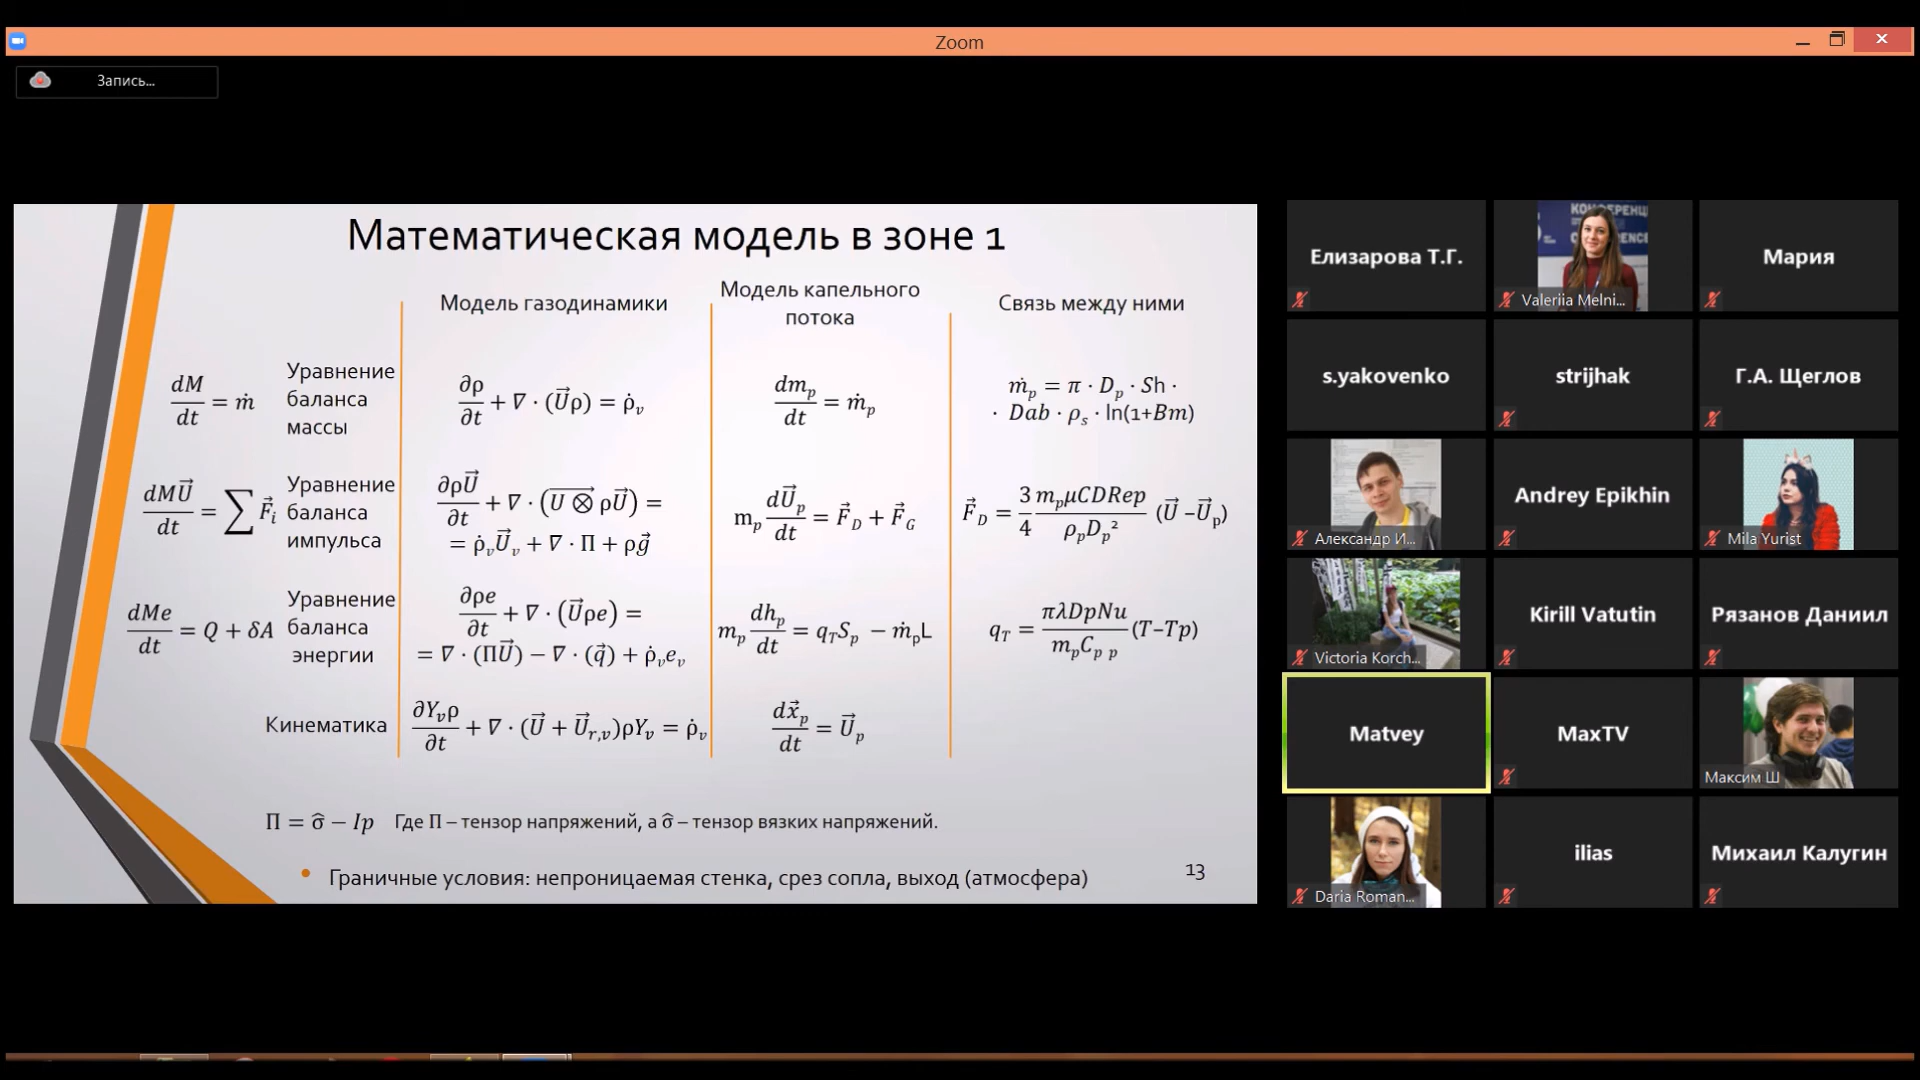 Zoom
Запись...
Математическая модель в зоне 1
Модель газодинамики
Модель капельного
потока
Связь между ними
dM/dt = ṁ
Уравнение
баланса
массы
∂ρ/∂t + ∇ · (U⃗ρ) = ρ̇ᵥ
dmₚ/dt = ṁₚ
ṁₚ = π · Dₚ · Sh ·
· Dab · ρₛ · ln(1+Bm)
dMU⃗/dt = ∑ F⃗ᵢ
Уравнение
баланса
импульса
∂ρU⃗/∂t + ∇ · (U ⊗ ρU⃗) =
= ρ̇ᵥU⃗ᵥ + ∇ · Π + ρg⃗
mₚ dU⃗ₚ/dt = F⃗_D + F⃗_G
F⃗_D = 3/4 mₚμCDRep/ρₚDₚ² (U⃗ –U⃗ₚ)
dMe/dt = Q + δA
Уравнение
баланса
энергии
∂ρe/∂t + ∇ · (U⃗ρe) =
= ∇ · (ΠU⃗) − ∇ · (q⃗) + ρ̇ᵥeᵥ
mₚ dhₚ/dt = q_T Sₚ − ṁₚL
q_T = πλDpNu/mₚCₚ ₚ (T–Tp)
Кинематика
∂Yᵥρ/∂t + ∇ · (U⃗ + U⃗ᵣ,ᵥ)ρYᵥ = ρ̇ᵥ
dx⃗ₚ/dt = U⃗ₚ
Π = σ̂ − Ip Где Π – тензор напряжений, а σ̂ – тензор вязких напряжений.
• Граничные условия: непроницаемая стенка, срез сопла, выход (атмосфера)
13
Елизарова Т.Г.
КОНФЕРЕНЦ
Valeriia Melni...
Мария
s.yakovenko
strijhak
Г.А. Щеглов
Александр И...
Andrey Epikhin
Mila Yurist
Victoria Korch...
Kirill Vatutin
Рязанов Даниил
Matvey
MaxTV
Максим Ш
Daria Roman...
ilias
Михаил Калугин